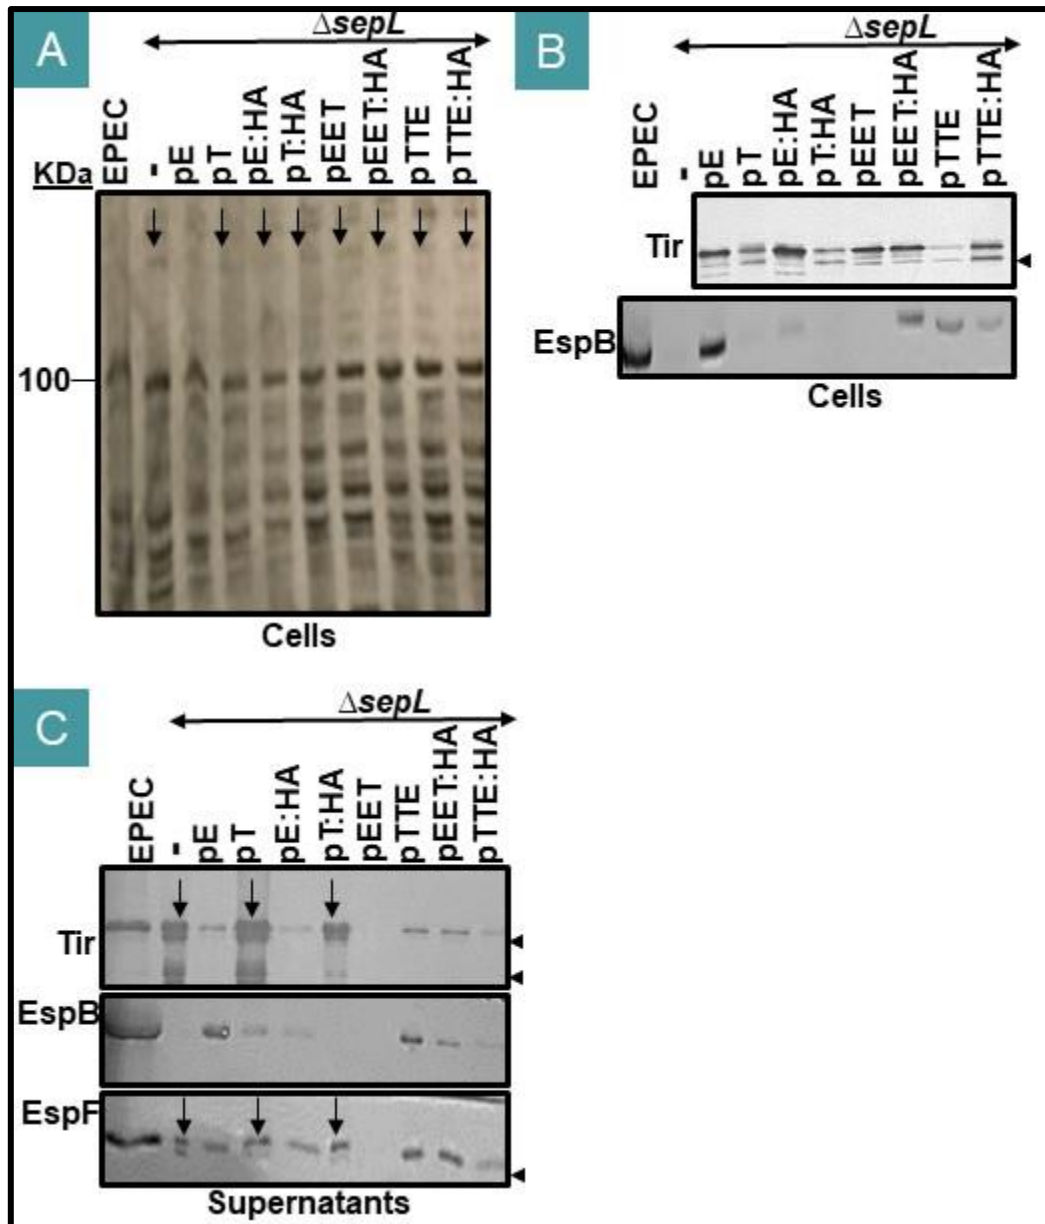 A
ΔsepL
KDa
EPEC
-
pE
pT
pE:HA
pT:HA
pEET
pEET:HA
pTTE
pTTE:HA
100
Cells
B
ΔsepL
EPEC
-
pE
pT
pE:HA
pT:HA
pEET
pEET:HA
pTTE
pTTE:HA
Tir
EspB
Cells
C
ΔsepL
EPEC
-
pE
pT
pE:HA
pT:HA
pEET
pTTE
pEET:HA
pTTE:HA
Tir
EspB
EspF
Supernatants